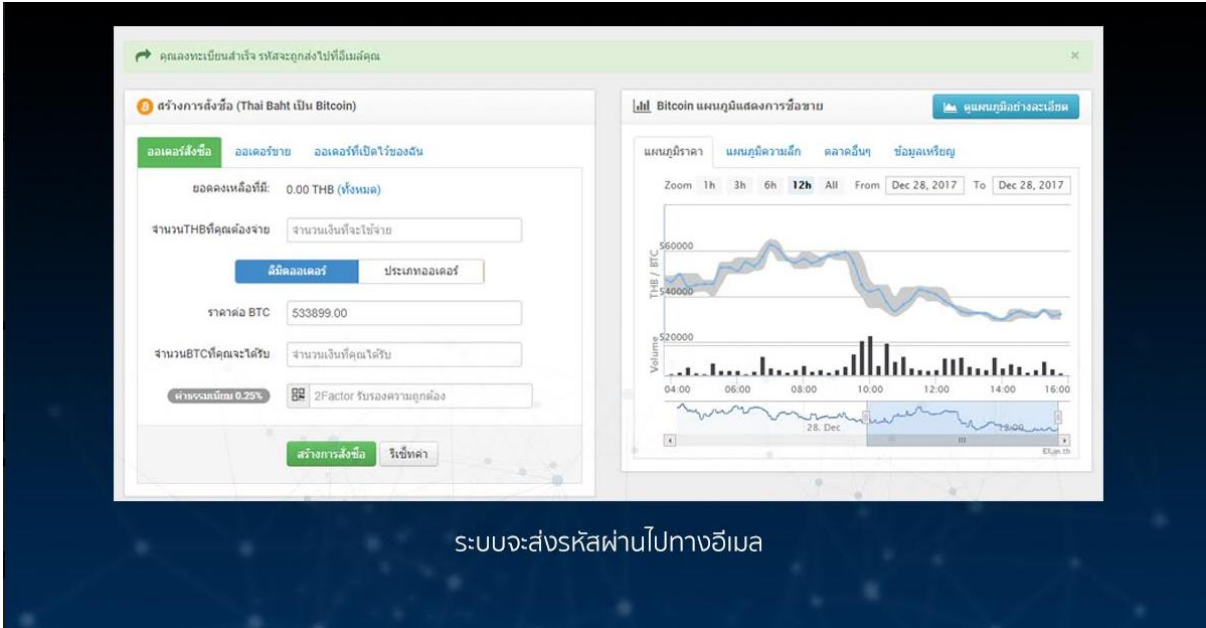 คุณลงทะเบียนสำเร็จ รหัสจะถูกส่งไปที่อีเมล์คุณ
×
สร้างการสั่งซื้อ (Thai Baht เป็น Bitcoin)
ออเดอร์สั่งซื้อ ออเดอร์ขาย ออเดอร์ที่เปิดไว้ของฉัน
ยอดคงเหลือที่มี: 0.00 THB (ทั้งหมด)
จำนวนTHBที่คุณต้องจ่าย จำนวนเงินที่จะใช้จ่าย
ลิมิตออเดอร์ ประเภทออเดอร์
ราคาต่อ BTC 533899.00
จำนวนBTCที่คุณจะได้รับ จำนวนเงินที่คุณได้รับ
ค่าธรรมเนียม 0.25% 2Factor รับรองความถูกต้อง
สร้างการสั่งซื้อ รีเซ็ทค่า
Bitcoin แผนภูมิแสดงการซื้อขาย ดูแผนภูมิอย่างละเอียด
แผนภูมิราคา แผนภูมิความลึก ตลาดอื่นๆ ข้อมูลเหรียญ
Zoom 1h 3h 6h 12h All From Dec 28, 2017 To Dec 28, 2017
560000
THB / BTC
540000
520000
Volume
04:00 06:00 08:00 10:00 12:00 14:00 16:00
28. Dec 12:00
ระบบจะส่งรหัสผ่านไปทางอีเมล